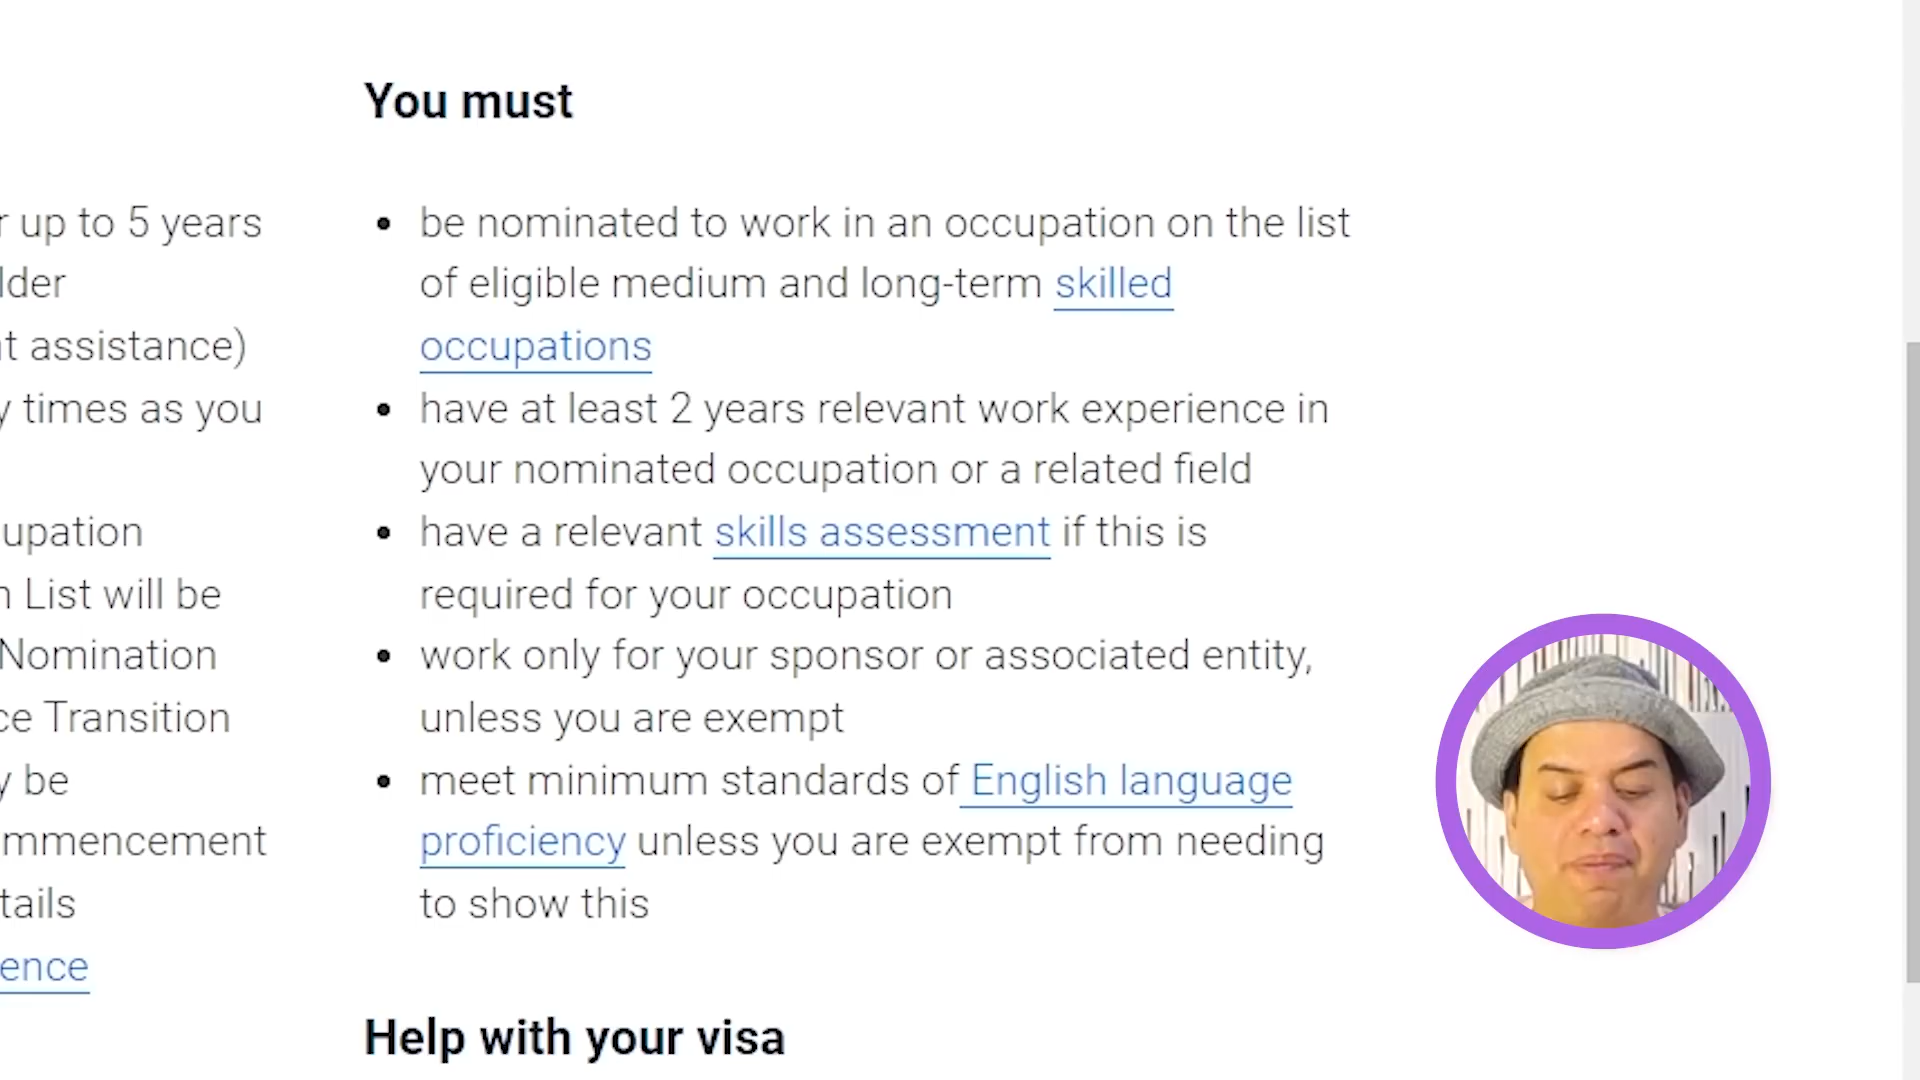 You must
r up to 5 years
lder
t assistance)
y times as you
upation
n List will be
Nomination
ce Transition
y be
mmencement
tails
ence
be nominated to work in an occupation on the list
of eligible medium and long-term skilled
occupations
have at least 2 years relevant work experience in
your nominated occupation or a related field
have a relevant skills assessment if this is
required for your occupation
work only for your sponsor or associated entity,
unless you are exempt
meet minimum standards of English language
proficiency unless you are exempt from needing
to show this
Help with your visa